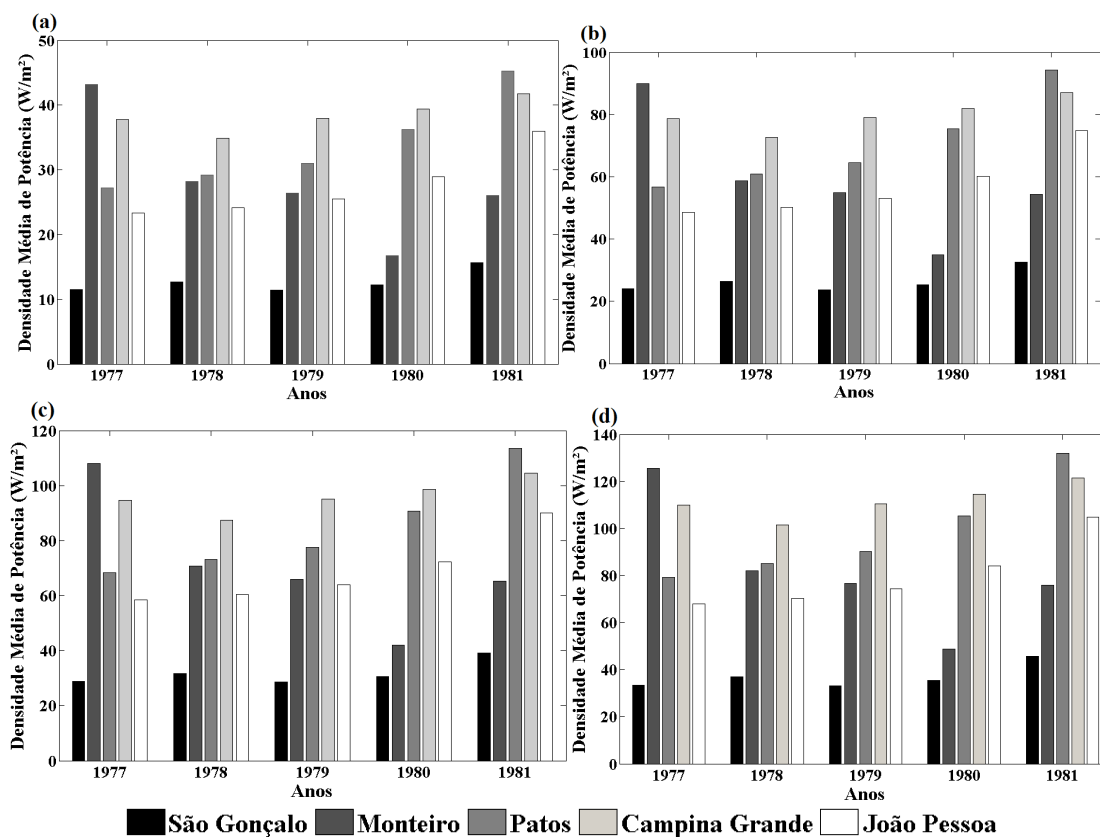 (a)
Densidade Média de Potência (W/m²)
50
40
30
20
10
0
1977 1978 1979 1980 1981
Anos
(b)
Densidade Média de Potência (W/m²)
100
80
60
40
20
0
1977 1978 1979 1980 1981
Anos
(c)
Densidade Média de Potência (W/m²)
120
100
80
60
40
20
0
1977 1978 1979 1980 1981
Anos
(d)
Densidade Média de Potência (W/m²)
140
120
100
80
60
40
20
0
1977 1978 1979 1980 1981
Anos
São Gonçalo Monteiro Patos Campina Grande João Pessoa